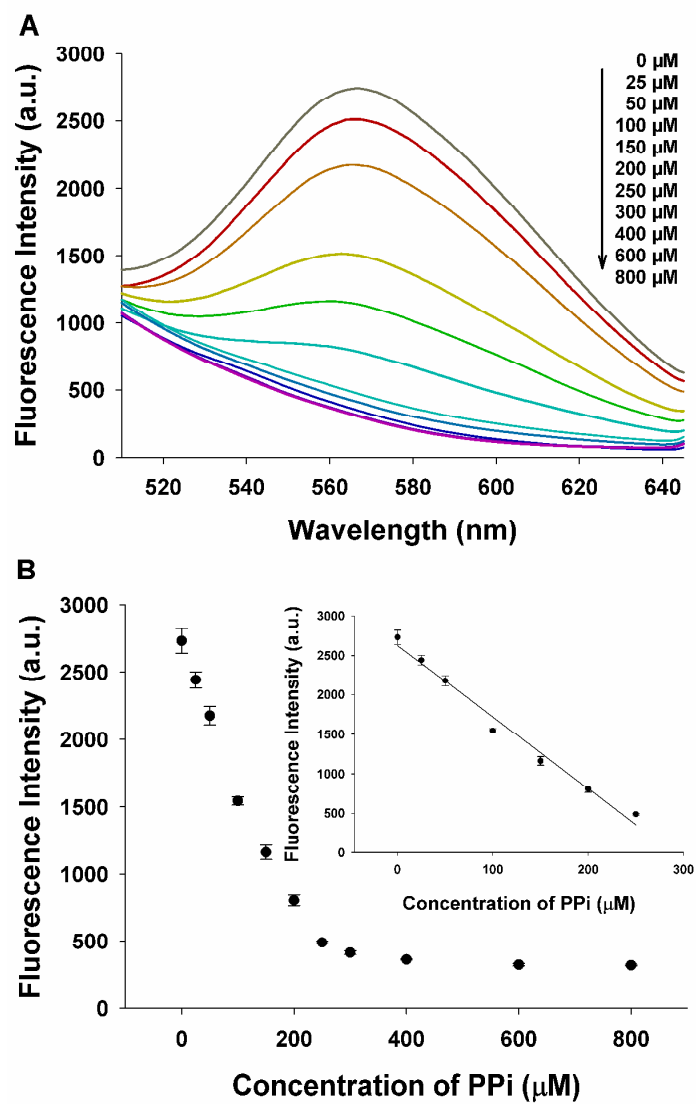 A
Fluorescence Intensity (a.u.)
3000
2500
2000
1500
1000
500
0
0 µM
25 µM
50 µM
100 µM
150 µM
200 µM
250 µM
300 µM
400 µM
600 µM
800 µM
520 540 560 580 600 620 640
Wavelength (nm)
B
Fluorescence Intensity (a.u.)
3000
2500
2000
1500
1000
500
0
0 200 400 600 800
Concentration of PPi (µM)
Fluorescence Intensity (a.u.)
3000
2500
2000
1500
1000
500
0
0 100 200 300
Concentration of PPi (µM)